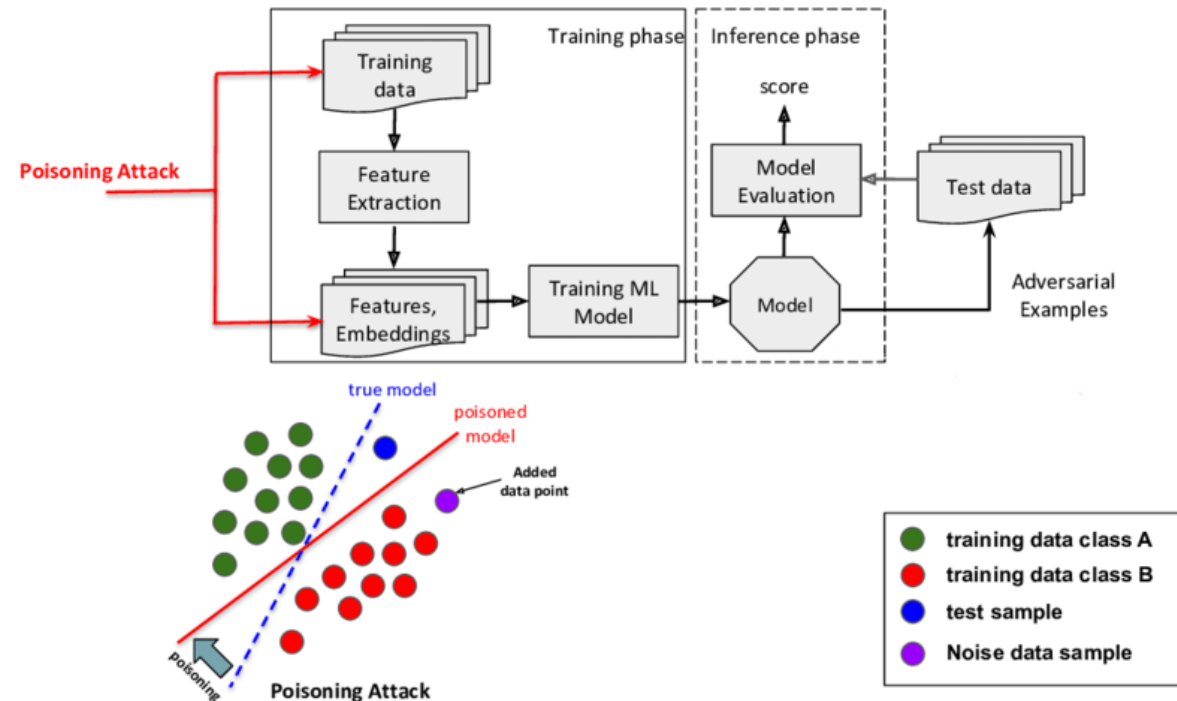 Training phase
Inference phase
Training
data
score
Poisoning Attack
Feature
Extraction
Model
Evaluation
Test data
Features,
Embeddings
Training ML
Model
Model
Adversarial
Examples
true model
poisoned
model
Added
data point
poisoning
Poisoning Attack
training data class A
training data class B
test sample
Noise data sample